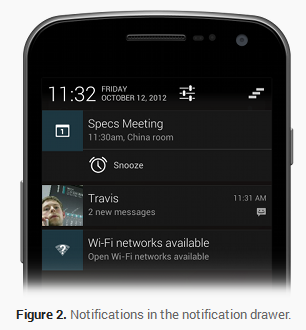 11:32 FRIDAY
OCTOBER 12, 2012
1
Specs Meeting
11:30am, China room
Snooze
Travis 11:31 AM
2 new messages
?
Wi-Fi networks available
Open Wi-Fi networks available
Figure 2. Notifications in the notification drawer.